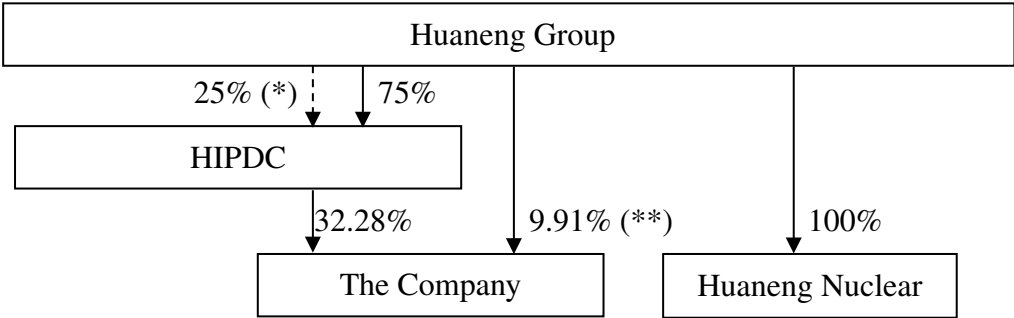 Huaneng Group
25% (*) 75%
HIPDC
32.28% 9.91% (**) 100%
The Company Huaneng Nuclear